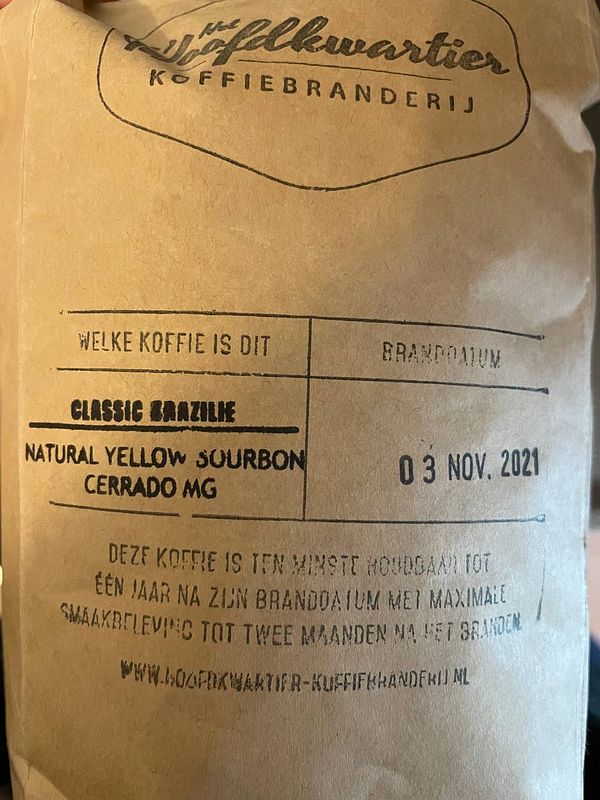 Het
Hoofdkwartier
KOFFIEBRANDERIJ
WELKE KOFFIE IS DIT
BRANDDATUM
CLASSIC BRAZILIE
NATURAL YELLOW BOURBON
CERRADO MG
03 NOV. 2021
DEZE KOFFIE IS TEN MINSTE HOUDBAAR TOT
ÉÉN JAAR NA ZIJN BRANDDATUM MET MAXIMALE
SMAAKBELEVING TOT TWEE MAANDEN NA HET BRANDEN.
WWW.HOOFDKWARTIER-KOFFIEBRANDERIJ.NL